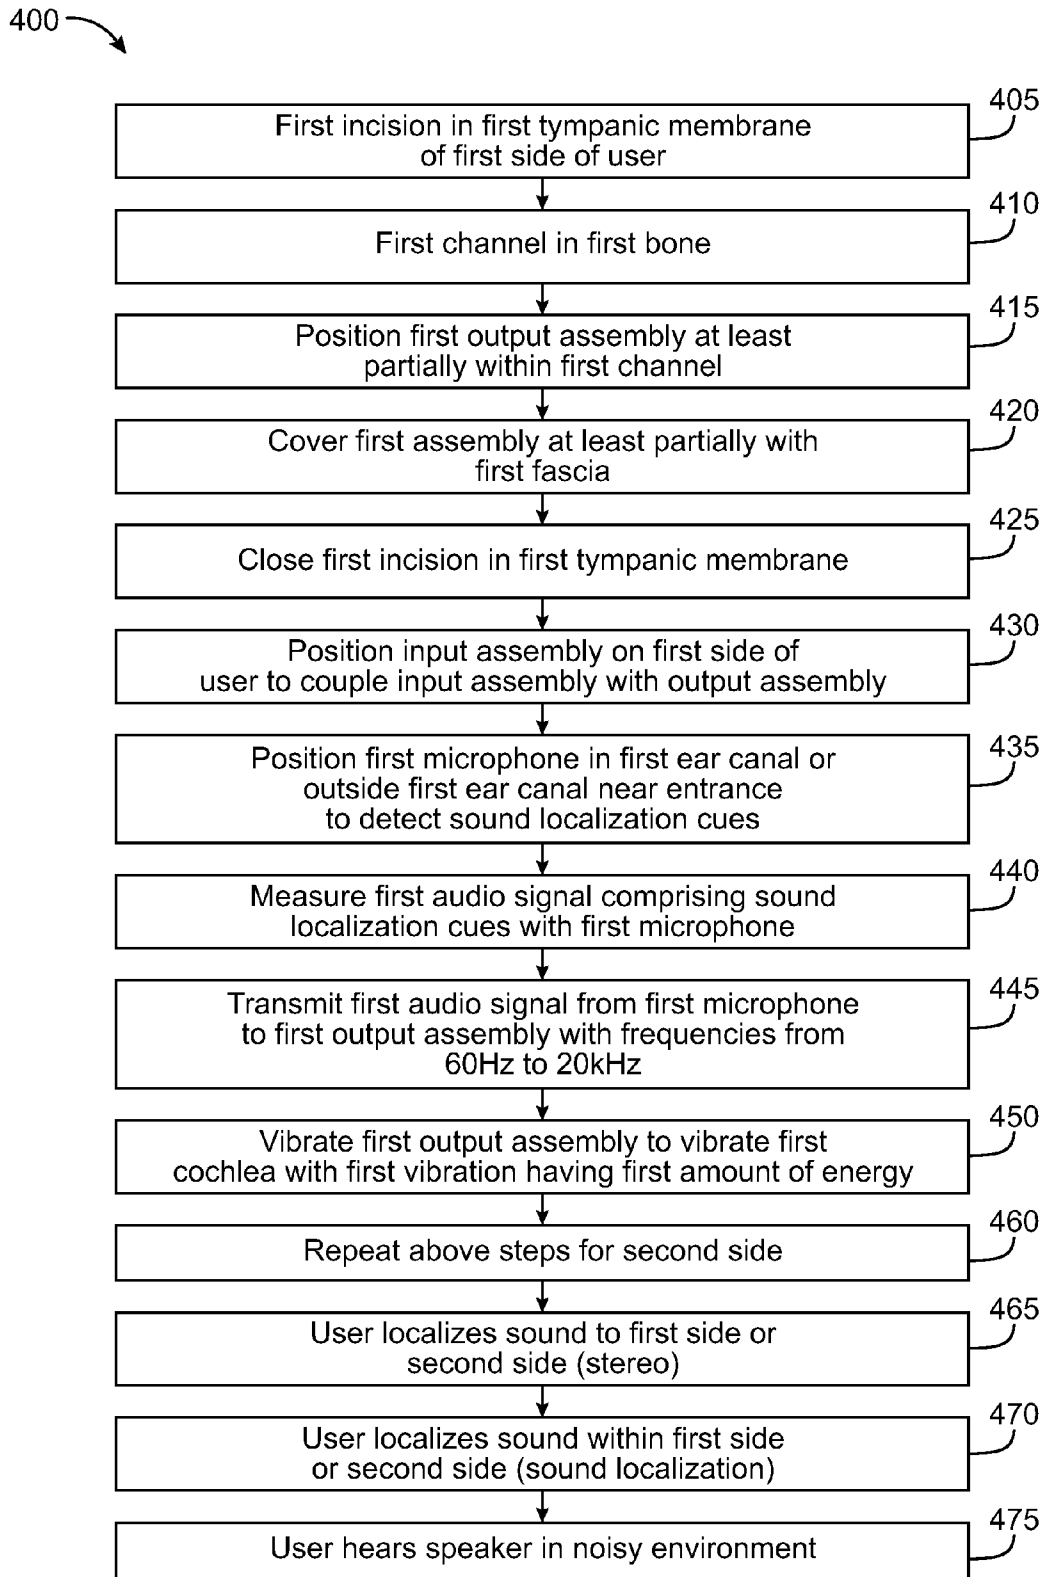 400
405
First incision in first tympanic membrane
of first side of user
410
First channel in first bone
415
Position first output assembly at least
partially within first channel
420
Cover first assembly at least partially with
first fascia
425
Close first incision in first tympanic membrane
430
Position input assembly on first side of
user to couple input assembly with output assembly
435
Position first microphone in first ear canal or
outside first ear canal near entrance
to detect sound localization cues
440
Measure first audio signal comprising sound
localization cues with first microphone
445
Transmit first audio signal from first microphone
to first output assembly with frequencies from
60Hz to 20kHz
450
Vibrate first output assembly to vibrate first
cochlea with first vibration having first amount of energy
460
Repeat above steps for second side
465
User localizes sound to first side or
second side (stereo)
470
User localizes sound within first side
or second side (sound localization)
475
User hears speaker in noisy environment